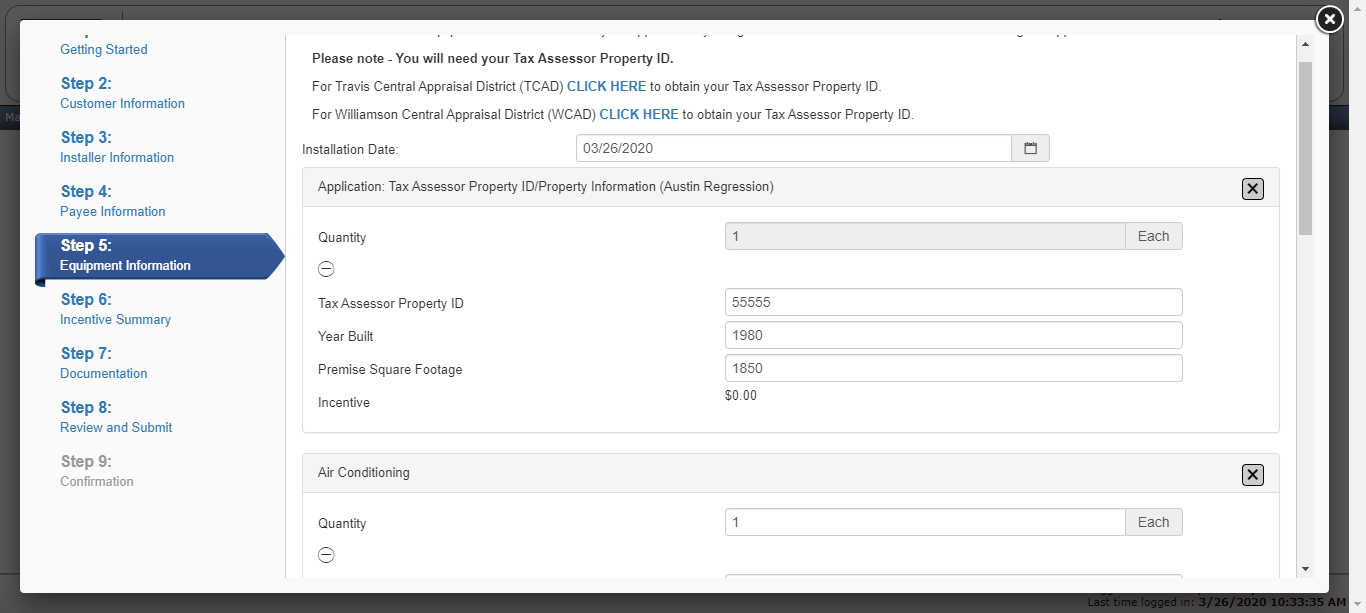 Getting Started
Step 2:
Customer Information
Step 3:
Installer Information
Step 4:
Payee Information
Step 5:
Equipment Information
Step 6:
Incentive Summary
Step 7:
Documentation
Step 8:
Review and Submit
Step 9:
Confirmation
Please note - You will need your Tax Assessor Property ID.
For Travis Central Appraisal District (TCAD) CLICK HERE to obtain your Tax Assessor Property ID.
For Williamson Central Appraisal District (WCAD) CLICK HERE to obtain your Tax Assessor Property ID.
Installation Date: 03/26/2020
Application: Tax Assessor Property ID/Property Information (Austin Regression)
Quantity 1 Each
Tax Assessor Property ID 55555
Year Built 1980
Premise Square Footage 1850
Incentive $0.00
Air Conditioning
Quantity 1 Each
Last time logged in: 3/26/2020 10:33:35 AM